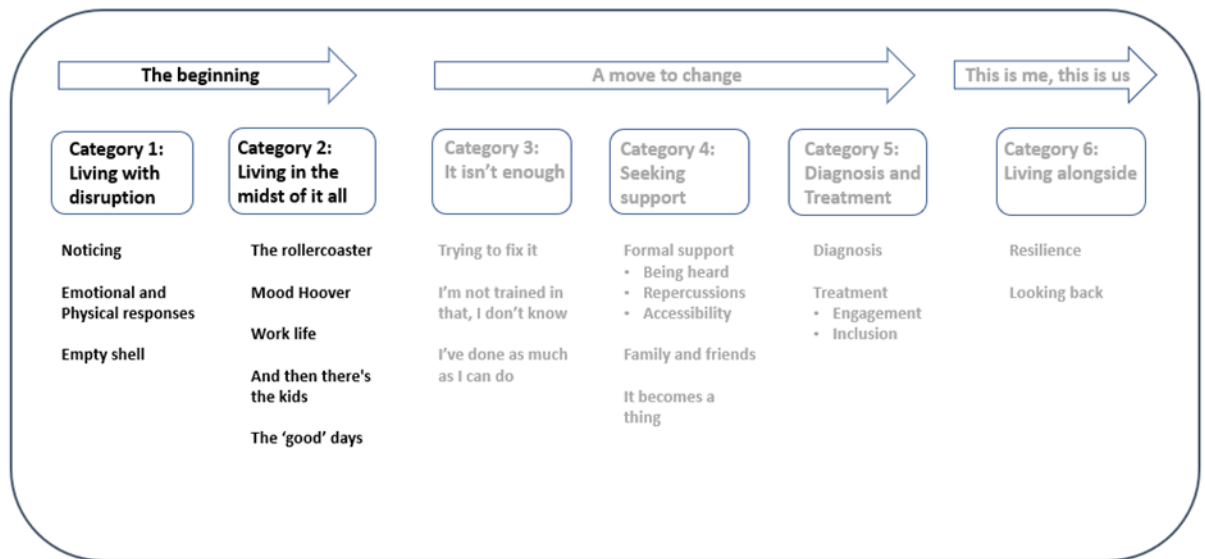 The beginning
A move to change
This is me, this is us
Category 1:
Living with
disruption
Category 2:
Living in the
midst of it all
Category 3:
It isn't enough
Category 4:
Seeking
support
Category 5:
Diagnosis and
Treatment
Category 6:
Living alongside
Noticing
Emotional and
Physical responses
Empty shell
The rollercoaster
Mood Hoover
Work life
And then there's
the kids
The ‘good’ days
Trying to fix it
I'm not trained in
that, I don't know
I've done as much
as I can do
Formal support
• Being heard
• Repercussions
• Accessibility
Family and friends
It becomes a
thing
Diagnosis
Treatment
• Engagement
• Inclusion
Resilience
Looking back